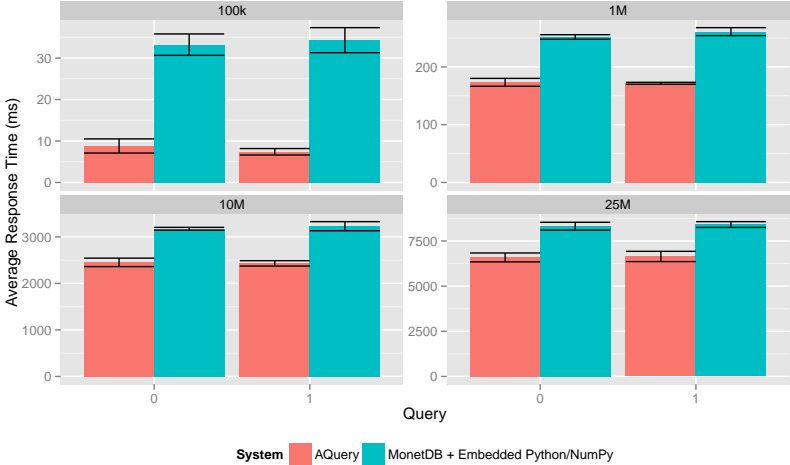 100k
1M
30
20
10
0
200
100
0
10M
25M
3000
2000
1000
0
7500
5000
2500
0
0
1
0
1
Average Response Time (ms)
Query
System AQuery MonetDB + Embedded Python/NumPy